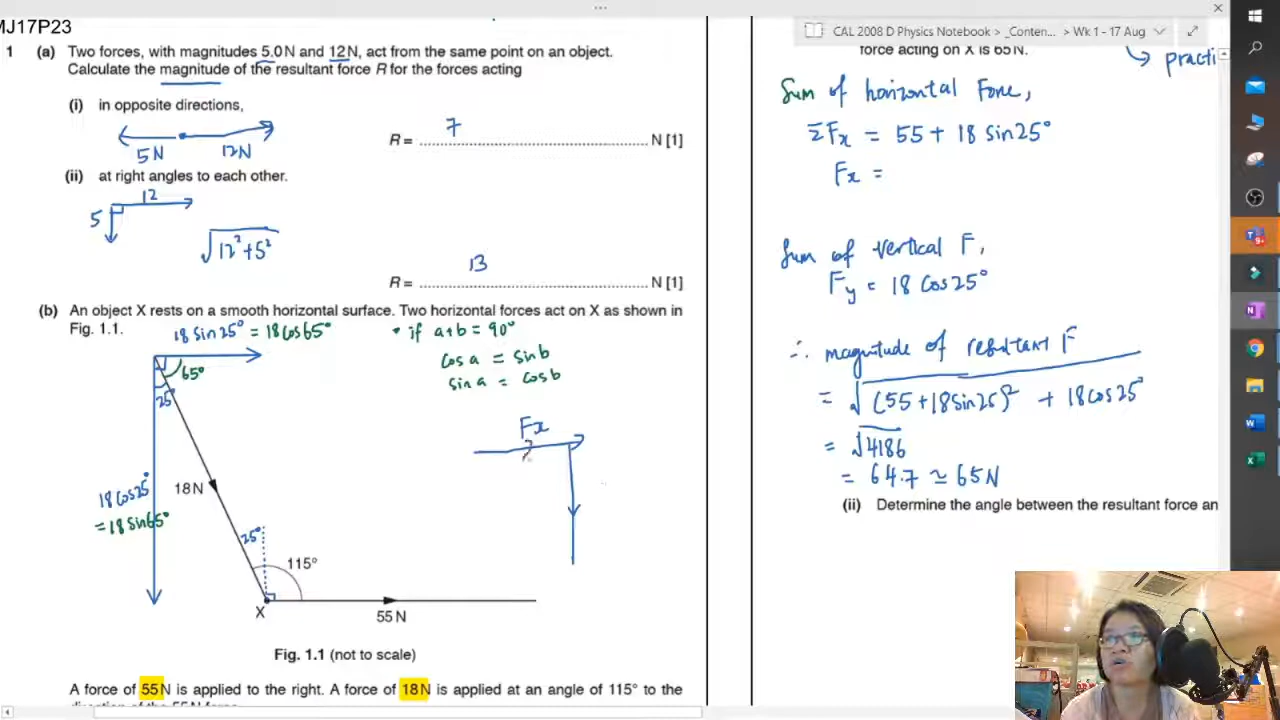 MJ17P23
1 (a) Two forces, with magnitudes 5.0 N and 12 N, act from the same point on an object.
Calculate the magnitude of the resultant force R for the forces acting
(i) in opposite directions,
5N 12N
R = 7 N [1]
(ii) at right angles to each other.
12
5
√12²+5²
R = 13 N [1]
(b) An object X rests on a smooth horizontal surface. Two horizontal forces act on X as shown in
Fig. 1.1.
18 sin 25° = 18 cos 65°
• if a+b = 90°
cos a = sin b
sin a = cos b
65°
25°
Fx
18 cos 25°
= 18 sin 65°
18 N
25°
115°
X
55 N
Fig. 1.1 (not to scale)
A force of 55 N is applied to the right. A force of 18 N is applied at an angle of 115° to the
CAL 2008 D Physics Notebook > _Conten... > Wk 1 - 17 Aug
force acting on X is 65 N.
practi
Sum of horizontal Force,
ΣFx = 55 + 18 sin 25°
Fx =
Sum of vertical F,
Fy = 18 cos 25°
∴ magnitude of resultant F
= √(55+18sin25)² + 18cos25°
= √4186
= 64.7 ≃ 65N
(ii) Determine the angle between the resultant force an